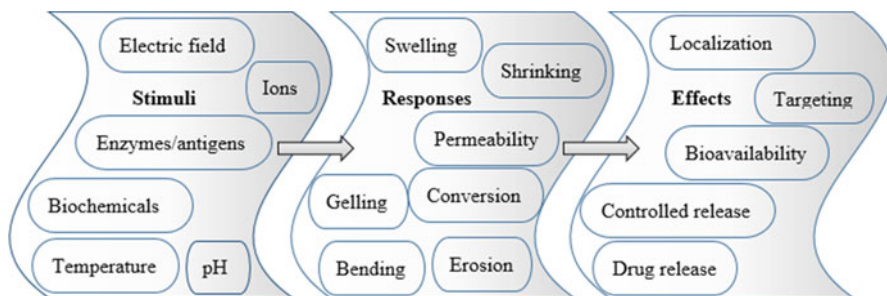 Electric field
Ions
Stimuli
Enzymes/antigens
Biochemicals
Temperature
pH
Swelling
Shrinking
Responses
Permeability
Gelling
Conversion
Bending
Erosion
Localization
Effects
Targeting
Bioavailability
Controlled release
Drug release